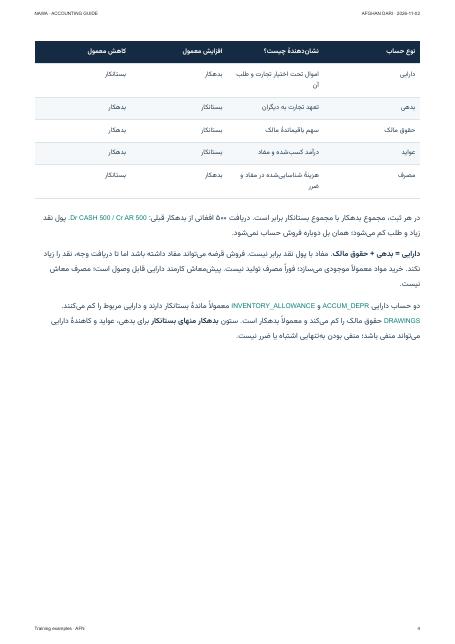 NAWA · ACCOUNTING GUIDE
AFGHAN DARI · 2026-11-02
نوع حساب نشان‌دهندهٔ چیست؟ افزایش معمول کاهش معمول
دارایی اموال تحت اختیار تجارت و طلب بدهکار بستانکار
آن
بدهی تعهد تجارت به دیگران بستانکار بدهکار
حقوق مالک سهم باقیماندهٔ مالک بستانکار بدهکار
عواید درآمد کسب‌شده و مفاد بستانکار بدهکار
مصرف هزینهٔ شناسایی‌شده در مفاد و بدهکار بستانکار
ضرر
در هر ثبت، مجموع بدهکار با مجموع بستانکار برابر است. دریافت ۵۰۰ افغانی از بدهکار قبلی: Dr CASH 500 / Cr AR 500. پول نقد
زیاد و طلب کم می‌شود؛ همان بل دوباره فروش حساب نمی‌شود.
دارایی = بدهی + حقوق مالک. مفاد با پول نقد برابر نیست. فروش قرضه می‌تواند مفاد داشته باشد اما تا دریافت وجه، نقد را زیاد
نکند. خرید مواد معمولاً موجودی می‌سازد؛ فوراً مصرف تولید نیست. پیش‌معاش کارمند دارایی قابل وصول است؛ مصرف معاش
نیست.
دو حساب دارایی ACCUM_DEPR و INVENTORY_ALLOWANCE معمولاً ماندهٔ بستانکار دارند و دارایی مربوط را کم می‌کنند.
DRAWINGS حقوق مالک را کم می‌کند و معمولاً بدهکار است. ستون بدهکار منهای بستانکار برای بدهی، عواید و کاهندهٔ دارایی
می‌تواند منفی باشد؛ منفی بودن به‌تنهایی اشتباه یا ضرر نیست.
Training examples · AFN
4